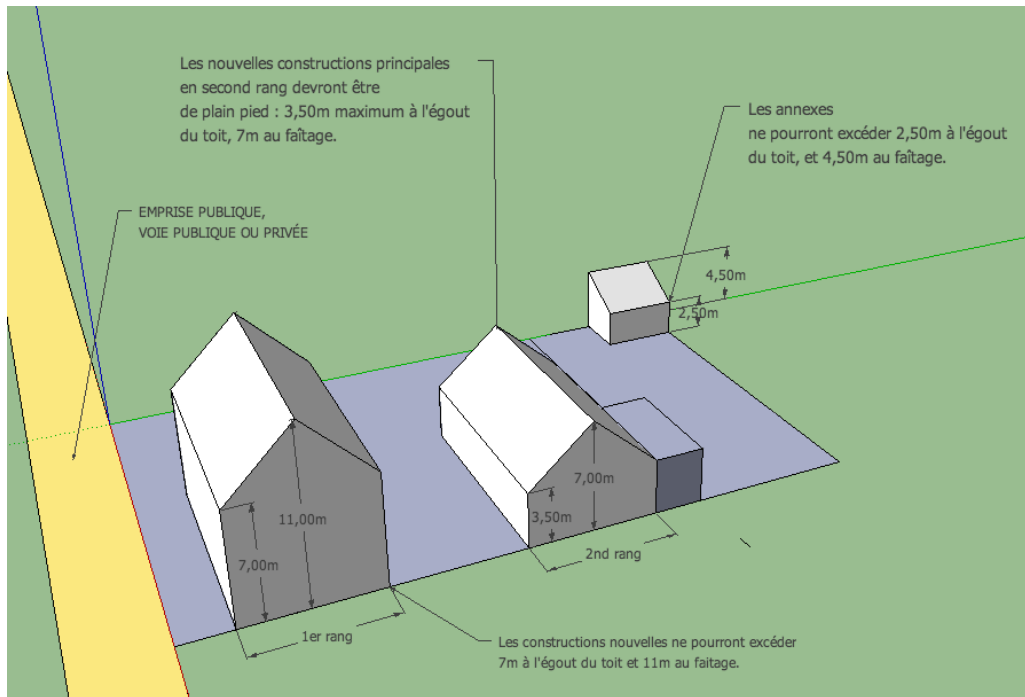 Les nouvelles constructions principales
en second rang devront être
de plain pied : 3,50m maximum à l'égout
du toit, 7m au faîtage.
Les annexes
ne pourront excéder 2,50m à l'égout
du toit, et 4,50m au faîtage.
EMPRISE PUBLIQUE,
VOIE PUBLIQUE OU PRIVÉE
4,50m
2,50m
11,00m
7,00m
7,00m
3,50m
2nd rang
1er rang
Les constructions nouvelles ne pourront excéder
7m à l'égout du toit et 11m au faitage.